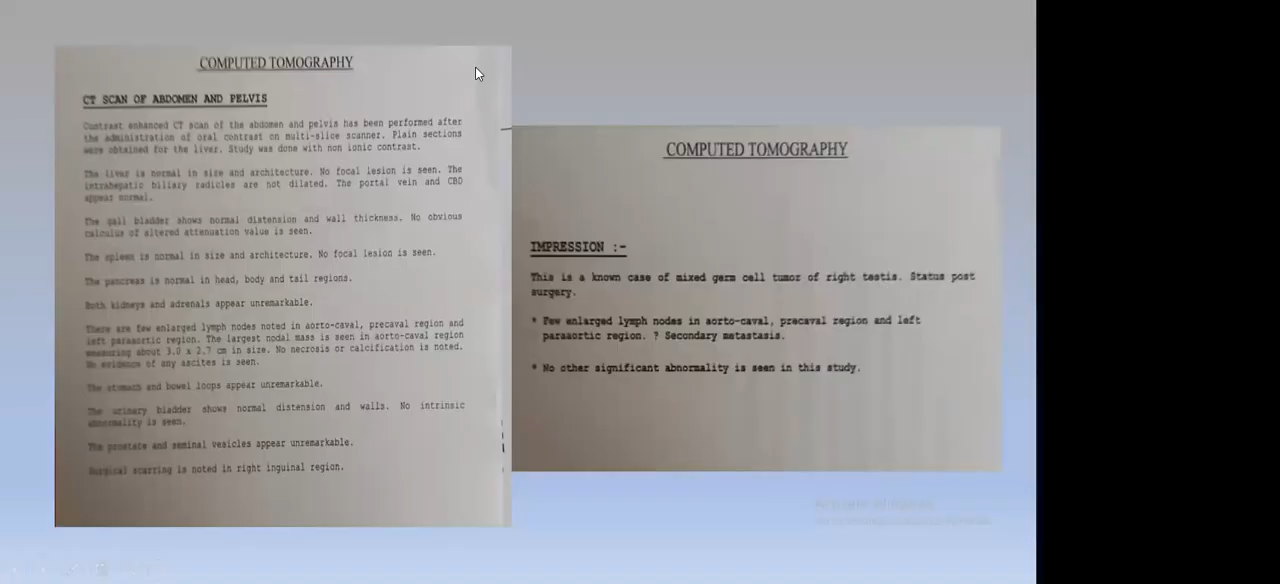 COMPUTED TOMOGRAPHY
CT SCAN OF ABDOMEN AND PELVIS
Contrast enhanced CT scan of the abdomen and pelvis has been performed after
the administration of oral contrast on multi-slice scanner. Plain sections
were obtained for the liver. Study was done with non ionic contrast.
The liver is normal in size and architecture. No focal lesion is seen. The
intrahepatic biliary radicles are not dilated. The portal vein and CBD
appear normal.
The gall bladder shows normal distension and wall thickness. No obvious
calculus of altered attenuation value is seen.
The spleen is normal in size and architecture. No focal lesion is seen.
The pancreas is normal in head, body and tail regions.
Both kidneys and adrenals appear unremarkable.
There are few enlarged lymph nodes noted in aorto-caval, precaval region and
left paraaortic region. The largest nodal mass is seen in aorto-caval region
measuring about 3.0 x 2.7 cm in size. No necrosis or calcification is noted.
No evidence of any ascites is seen.
The stomach and bowel loops appear unremarkable.
The urinary bladder shows normal distension and walls. No intrinsic
abnormality is seen.
The prostate and seminal vesicles appear unremarkable.
Surgical scarring is noted in right inguinal region.
COMPUTED TOMOGRAPHY
IMPRESSION :-
This is a known case of mixed germ cell tumor of right testis. Status post
surgery.
* Few enlarged lymph nodes in aorto-caval, precaval region and left
paraaortic region. ? Secondary metastasis.
* No other significant abnormality is seen in this study.